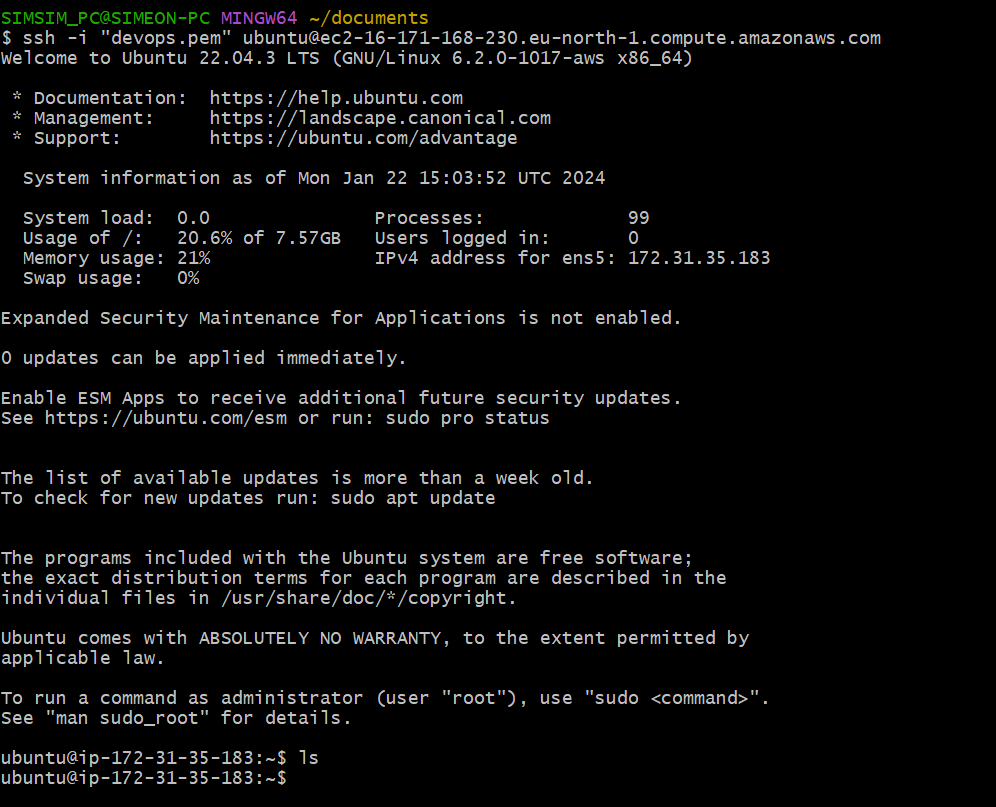 SIMSIM_PC@SIMEON-PC MINGW64 ~/documents
$ ssh -i "devops.pem" ubuntu@ec2-16-171-168-230.eu-north-1.compute.amazonaws.com
Welcome to Ubuntu 22.04.3 LTS (GNU/Linux 6.2.0-1017-aws x86_64)
* Documentation:  https://help.ubuntu.com
* Management:     https://landscape.canonical.com
* Support:        https://ubuntu.com/advantage
System information as of Mon Jan 22 15:03:52 UTC 2024
System load:  0.0               Processes:             99
Usage of /:   20.6% of 7.57GB   Users logged in:       0
Memory usage: 21%               IPv4 address for ens5: 172.31.35.183
Swap usage:   0%
Expanded Security Maintenance for Applications is not enabled.
0 updates can be applied immediately.
Enable ESM Apps to receive additional future security updates.
See https://ubuntu.com/esm or run: sudo pro status
The list of available updates is more than a week old.
To check for new updates run: sudo apt update
The programs included with the Ubuntu system are free software;
the exact distribution terms for each program are described in the
individual files in /usr/share/doc/*/copyright.
Ubuntu comes with ABSOLUTELY NO WARRANTY, to the extent permitted by
applicable law.
To run a command as administrator (user "root"), use "sudo <command>".
See "man sudo_root" for details.
ubuntu@ip-172-31-35-183:~$ ls
ubuntu@ip-172-31-35-183:~$